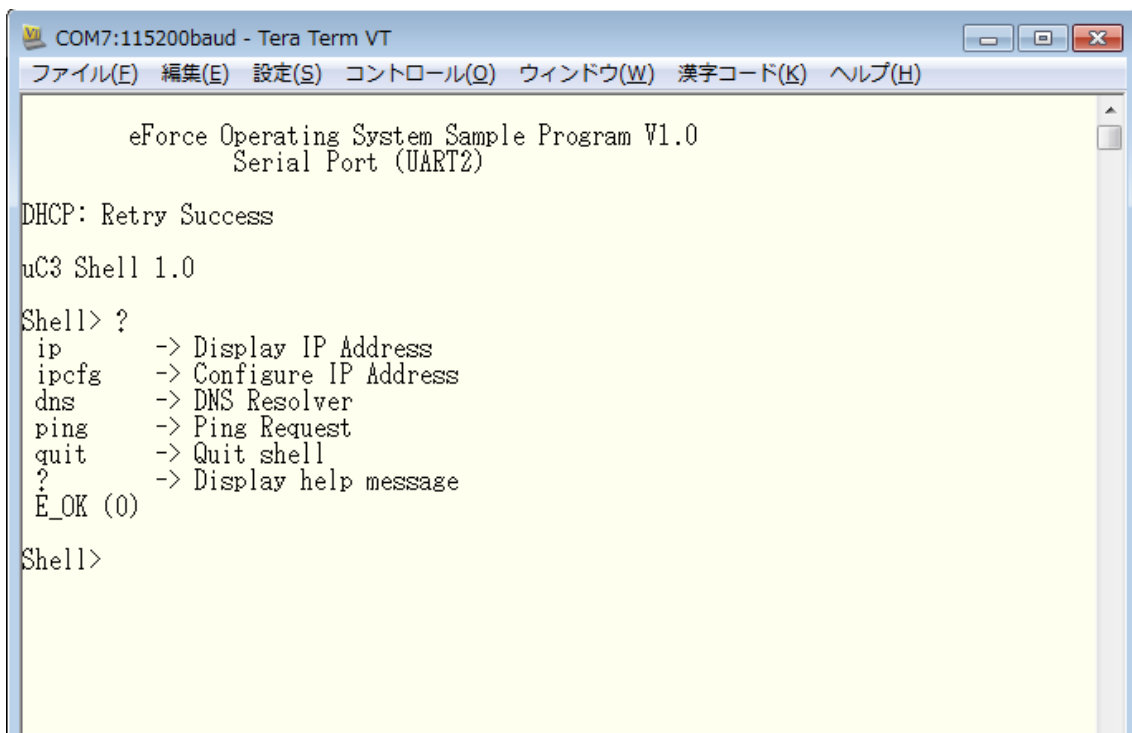 COM7:115200baud - Tera Term VT
ファイル(F) 編集(E) 設定(S) コントロール(O) ウィンドウ(W) 漢字コード(K) ヘルプ(H)
eForce Operating System Sample Program V1.0
Serial Port (UART2)
DHCP: Retry Success
uC3 Shell 1.0
Shell> ?
ip -> Display IP Address
ipcfg -> Configure IP Address
dns -> DNS Resolver
ping -> Ping Request
quit -> Quit shell
? -> Display help message
E_OK (0)
Shell>